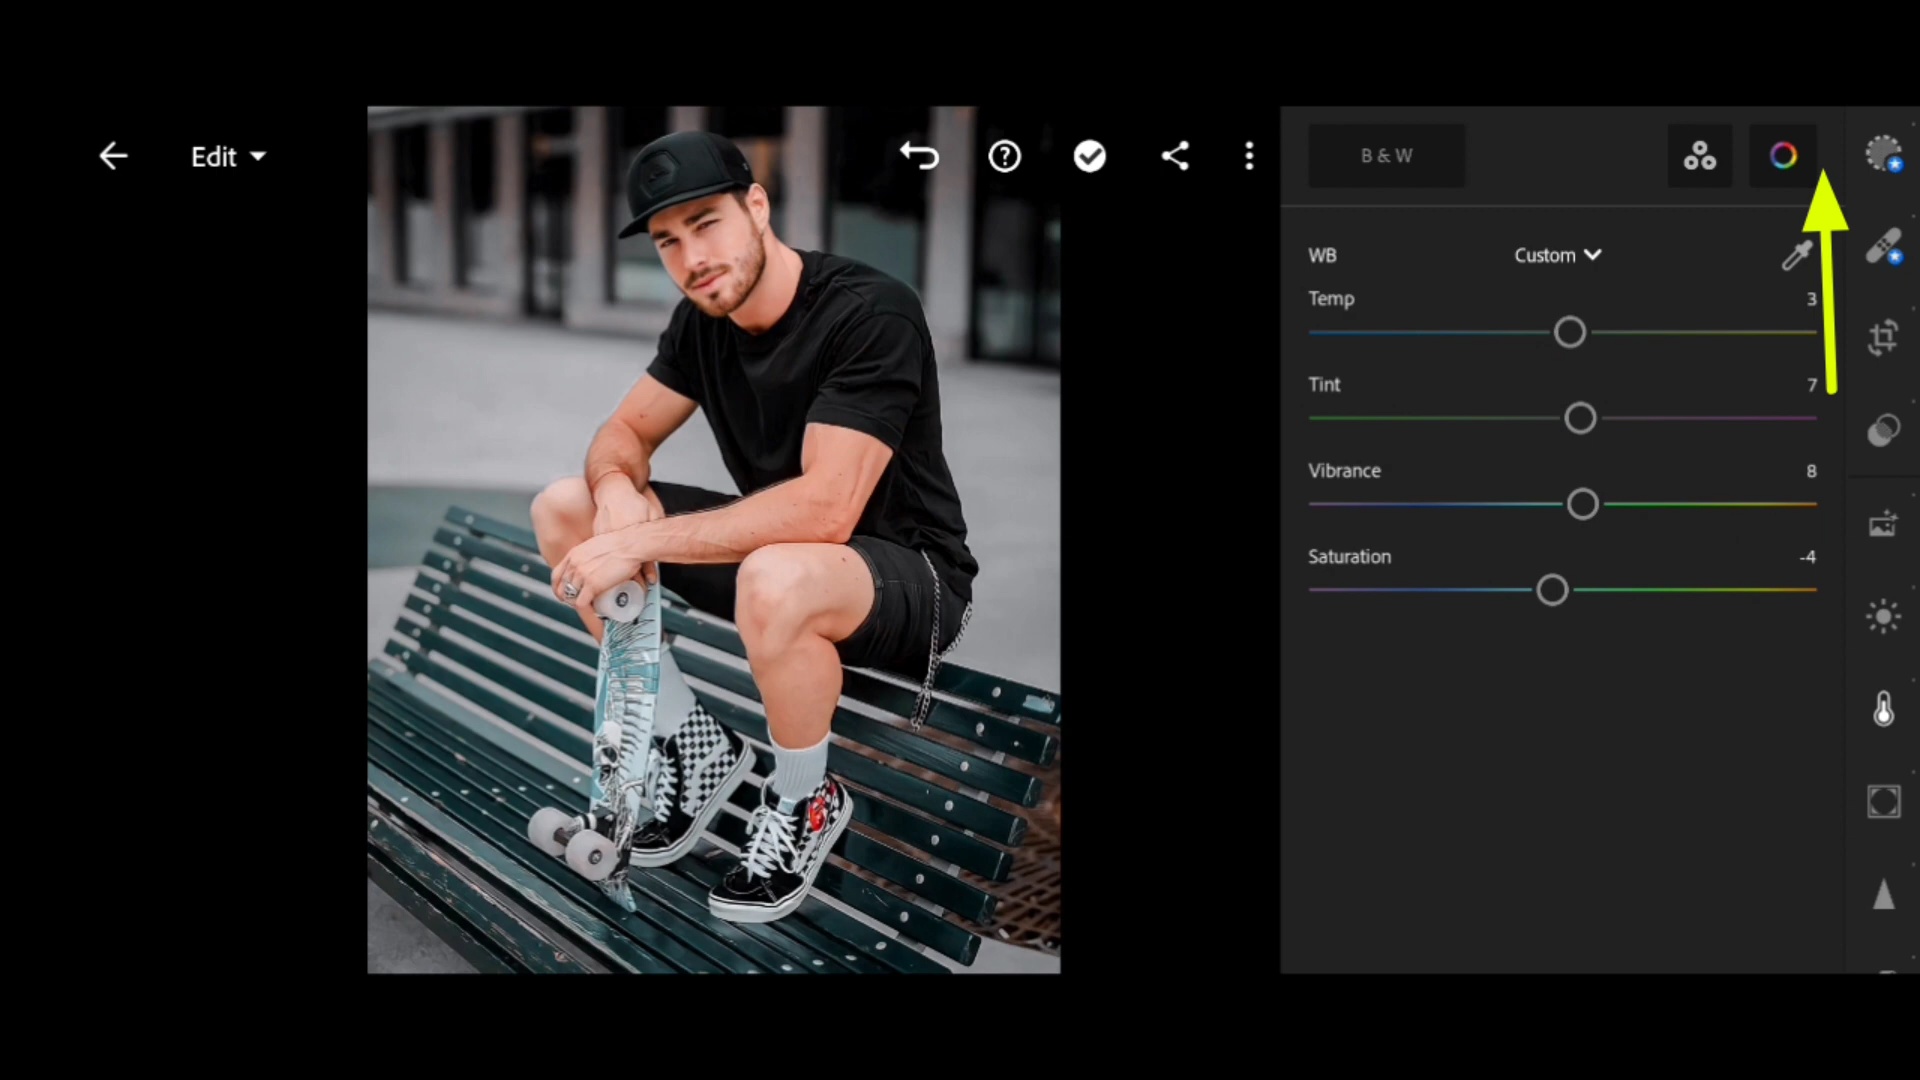 Edit
B & W
WB Custom
Temp 3
Tint 7
Vibrance 8
Saturation -4